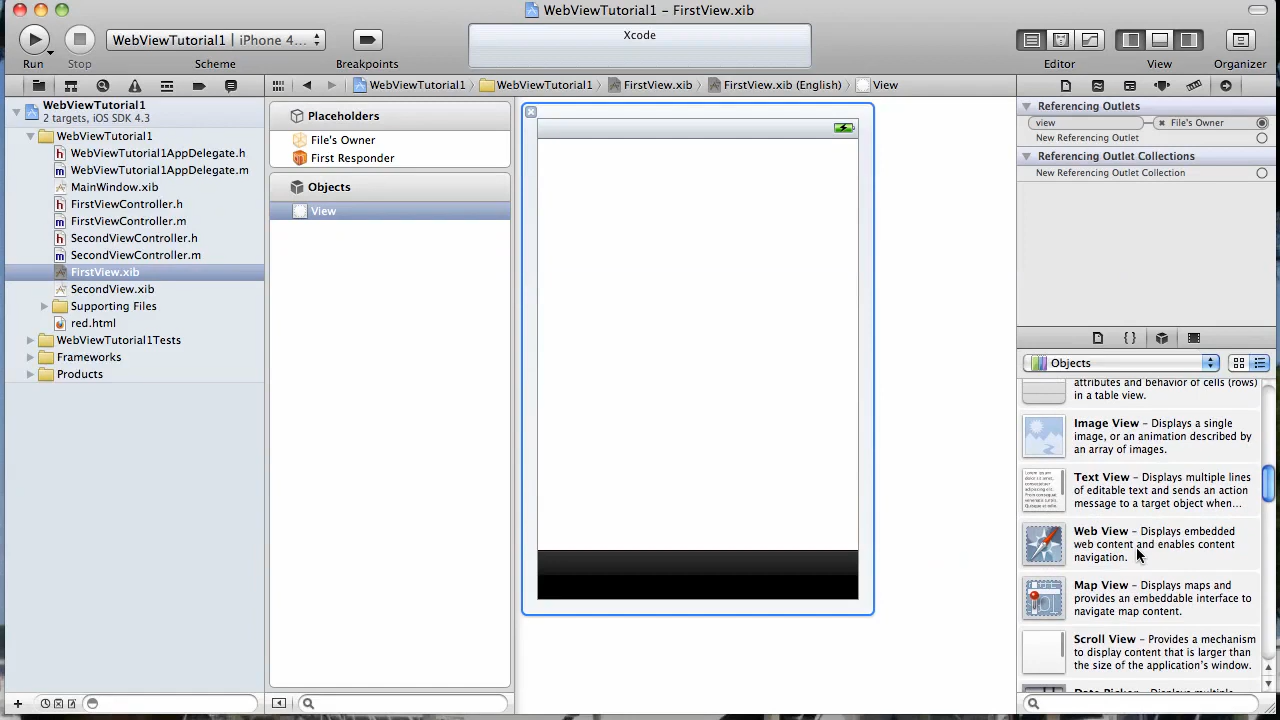 WebViewTutorial1 – FirstView.xib
WebViewTutorial1 | iPhone 4...
Xcode
Run
Stop
Scheme
Breakpoints
Editor
View
Organizer
WebViewTutorial1
WebViewTutorial1
FirstView.xib
FirstView.xib (English)
View
WebViewTutorial1
2 targets, iOS SDK 4.3
WebViewTutorial1
WebViewTutorial1AppDelegate.h
WebViewTutorial1AppDelegate.m
MainWindow.xib
FirstViewController.h
FirstViewController.m
SecondViewController.h
SecondViewController.m
FirstView.xib
SecondView.xib
Supporting Files
red.html
WebViewTutorial1Tests
Frameworks
Products
Placeholders
File's Owner
First Responder
Objects
View
Referencing Outlets
view
File's Owner
New Referencing Outlet
Referencing Outlet Collections
New Referencing Outlet Collection
Objects
attributes and behavior of cells (rows)
in a table view.
Image View – Displays a single
image, or an animation described by
an array of images.
Text View – Displays multiple lines
of editable text and sends an action
message to a target object when...
Web View – Displays embedded
web content and enables content
navigation.
Map View – Displays maps and
provides an embeddable interface to
navigate map content.
Scroll View – Provides a mechanism
to display content that is larger than
the size of the application's window.